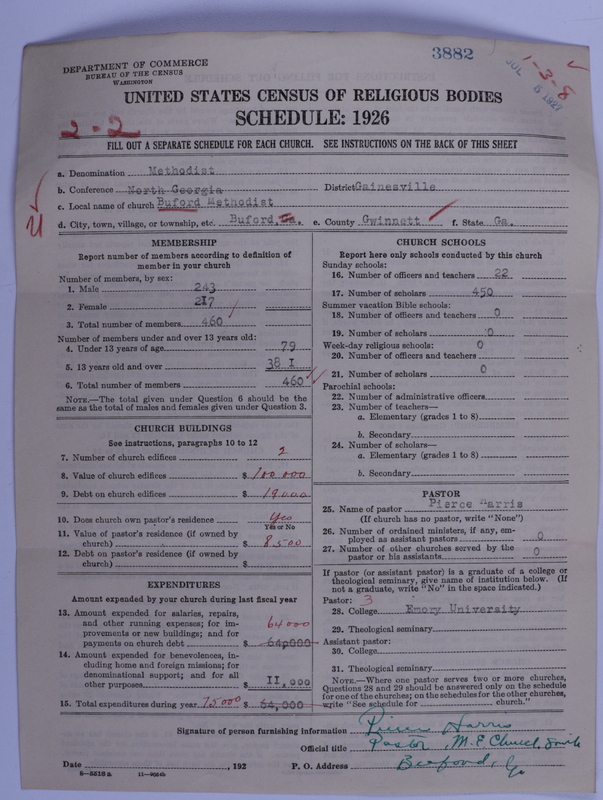 3882
JUL 5 1927
1-3-8
DEPARTMENT OF COMMERCE
BUREAU OF THE CENSUS
WASHINGTON
UNITED STATES CENSUS OF RELIGIOUS BODIES
SCHEDULE: 1926
2-2
FILL OUT A SEPARATE SCHEDULE FOR EACH CHURCH. SEE INSTRUCTIONS ON THE BACK OF THIS SHEET
a. Denomination Methodist
b. Conference North Georgia District Gainesville
c. Local name of church Buford Methodist
d. City, town, village, or township, etc. Buford, Ga. e. County Gwinnett f. State Ga.
MEMBERSHIP
Report number of members according to definition of
member in your church
Number of members, by sex:
1. Male 243
2. Female 217
3. Total number of members 460
Number of members under and over 13 years old:
4. Under 13 years of age 79
5. 13 years old and over 38 I
6. Total number of members 460
NOTE.—The total given under Question 6 should be
same as the total of males and females given under Question 3.
CHURCH BUILDINGS
See instructions, paragraphs 10 to 12
7. Number of church edifices 2
8. Value of church edifices $ 100 000
9. Debt on church edifices $ 19000
10. Does church own pastor's residence Yes
Yes or No
11. Value of pastor's residence (if owned by
church) $ 8500
12. Debt on pastor's residence (if owned by
church) $
EXPENDITURES
Amount expended by your church during last fiscal year
13. Amount expended for salaries, repairs,
and other running expenses; for im-
provements or new buildings; and for
payments on church debt $ 64,000
64000
14. Amount expended for benevolences, in-
cluding home and foreign missions; for
denominational support; and for all
other purposes $ II,000
15. Total expenditures during year 75000 $ 64,000
CHURCH SCHOOLS
Report here only schools conducted by this church
Sunday schools:
16. Number of officers and teachers 22
17. Number of scholars 450
Summer vacation Bible schools:
18. Number of officers and teachers 0
19. Number of scholars 0
Week-day religious schools: 0
20. Number of officers and teachers
21. Number of scholars 0
Parochial schools:
22. Number of administrative officers
23. Number of teachers—
a. Elementary (grades 1 to 8)
b. Secondary
24. Number of scholars—
a. Elementary (grades 1 to 8)
b. Secondary
PASTOR
25. Name of pastor Pierce Harris
(If church has no pastor, write "None")
26. Number of ordained ministers, if any, em-
ployed as assistant pastors 0
27. Number of other churches served by the
pastor or his assistants 0
If pastor (or assistant pastor) is a graduate of a college or
theological seminary, give name of institution below. (If
not a graduate, write "No" in the space indicated.)
Pastor: 3
28. College Emory University
29. Theological seminary
Assistant pastor:
30. College
31. Theological seminary
NOTE.—Where one pastor serves two or more churches,
Questions 28 and 29 should be answered only on the schedule
for one of the churches; on the schedules for the other churches,
write "See schedule for church."
Signature of person furnishing information Pierce Harris
Official title Pastor, M.E. Church, South
Date , 192 P. O. Address Buford, Ga
8—5518a 11—9664b